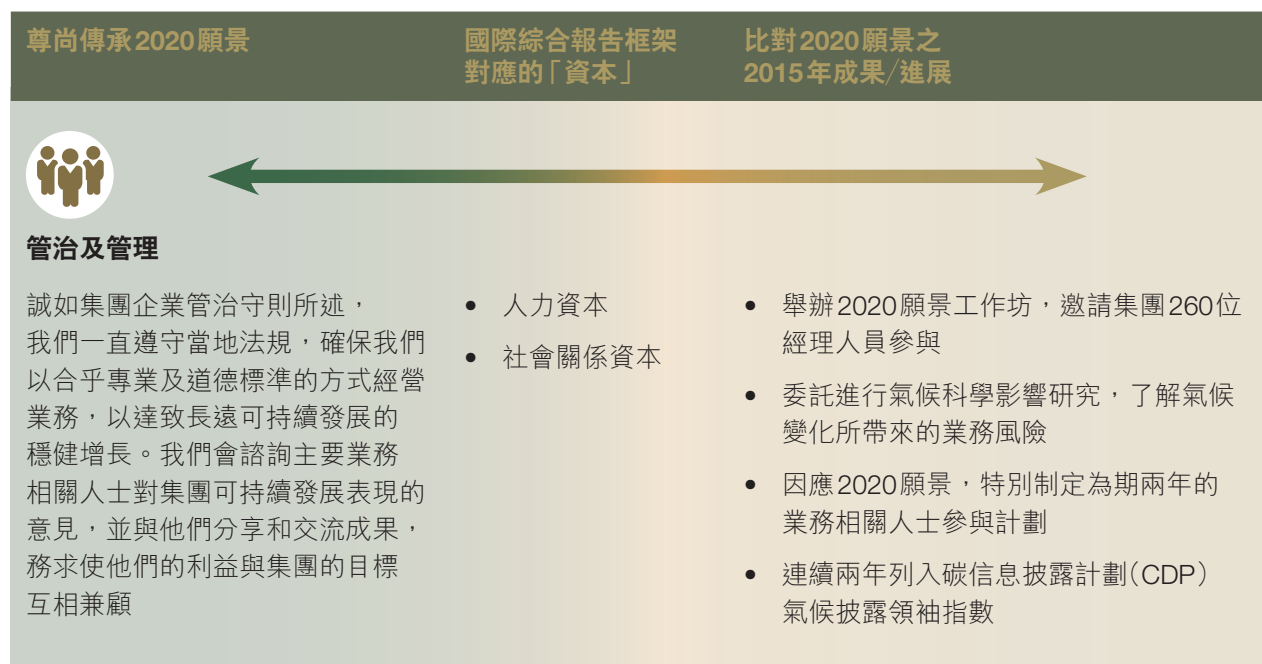 尊尚傳承2020願景
國際綜合報告框架
對應的「資本」
比對2020願景之
2015年成果/進展
管治及管理
誠如集團企業管治守則所述，
我們一直遵守當地法規，確保我們
以合乎專業及道德標準的方式經營
業務，以達致長遠可持續發展的
穩健增長。我們會諮詢主要業務
相關人士對集團可持續發展表現的
意見，並與他們分享和交流成果，
務求使他們的利益與集團的目標
互相兼顧
• 人力資本
• 社會關係資本
• 舉辦2020願景工作坊，邀請集團260位
經理人員參與
• 委託進行氣候科學影響研究，了解氣候
變化所帶來的業務風險
• 因應2020願景，特別制定為期兩年的
業務相關人士參與計劃
• 連續兩年列入碳信息披露計劃(CDP)
氣候披露領袖指數